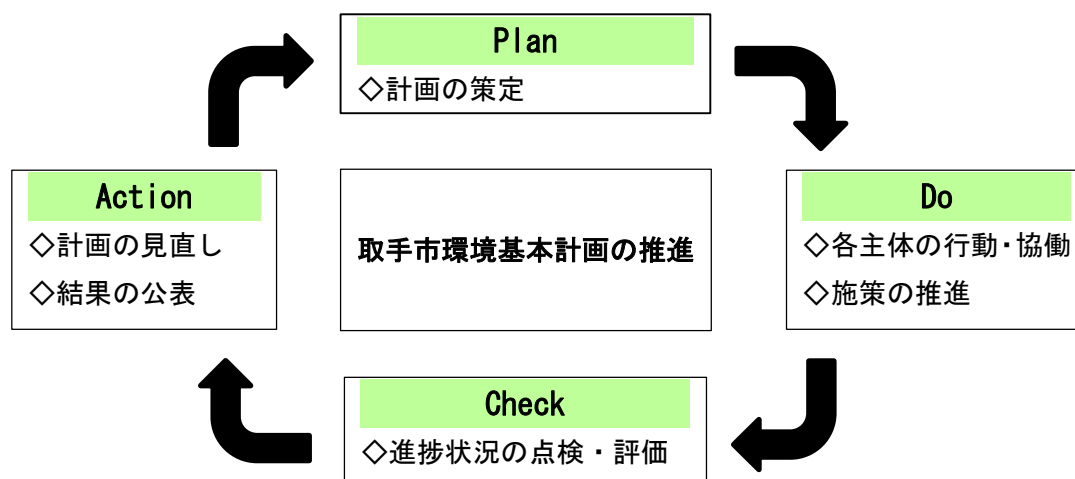 Plan
◇計画の策定
Action
◇計画の見直し
◇結果の公表
取手市環境基本計画の推進
Do
◇各主体の行動・協働
◇施策の推進
Check
◇進捗状況の点検・評価